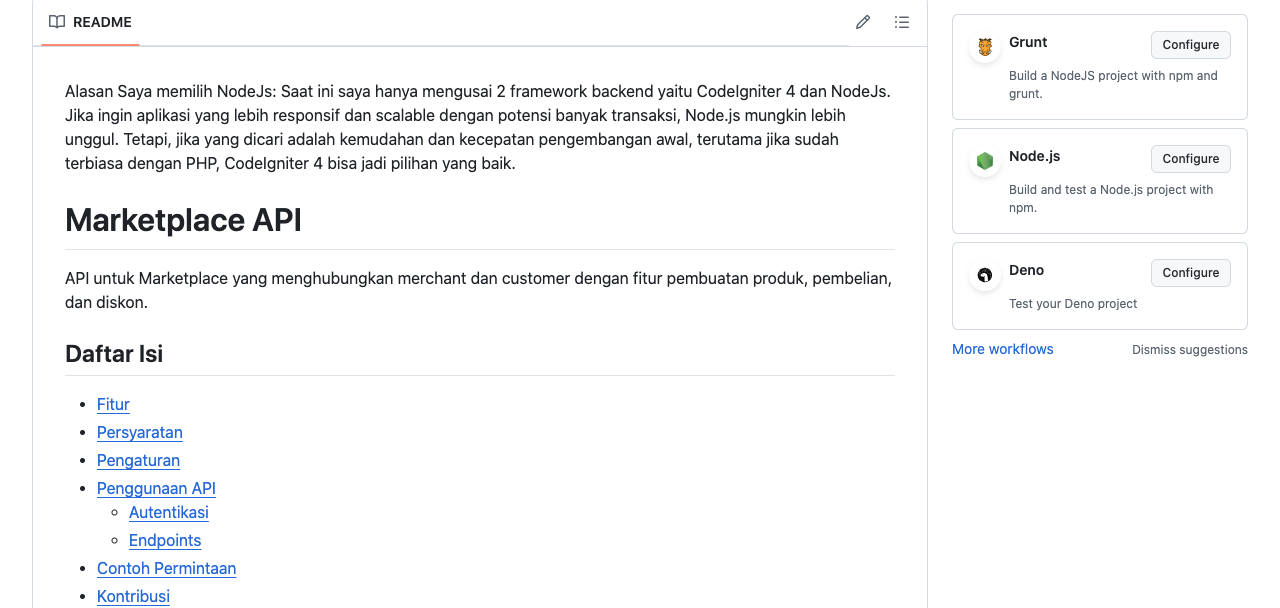 README
Alasan Saya memilih NodeJs: Saat ini saya hanya mengusai 2 framework backend yaitu CodeIgniter 4 dan NodeJs.
Jika ingin aplikasi yang lebih responsif dan scalable dengan potensi banyak transaksi, Node.js mungkin lebih
unggul. Tetapi, jika yang dicari adalah kemudahan dan kecepatan pengembangan awal, terutama jika sudah
terbiasa dengan PHP, CodeIgniter 4 bisa jadi pilihan yang baik.
Marketplace API
API untuk Marketplace yang menghubungkan merchant dan customer dengan fitur pembuatan produk, pembelian,
dan diskon.
Daftar Isi
Fitur
Persyaratan
Pengaturan
Penggunaan API
Autentikasi
Endpoints
Contoh Permintaan
Kontribusi
Grunt
Configure
Build a NodeJS project with npm and
grunt.
Node.js
Configure
Build and test a Node.js project with
npm.
Deno
Configure
Test your Deno project
More workflows
Dismiss suggestions